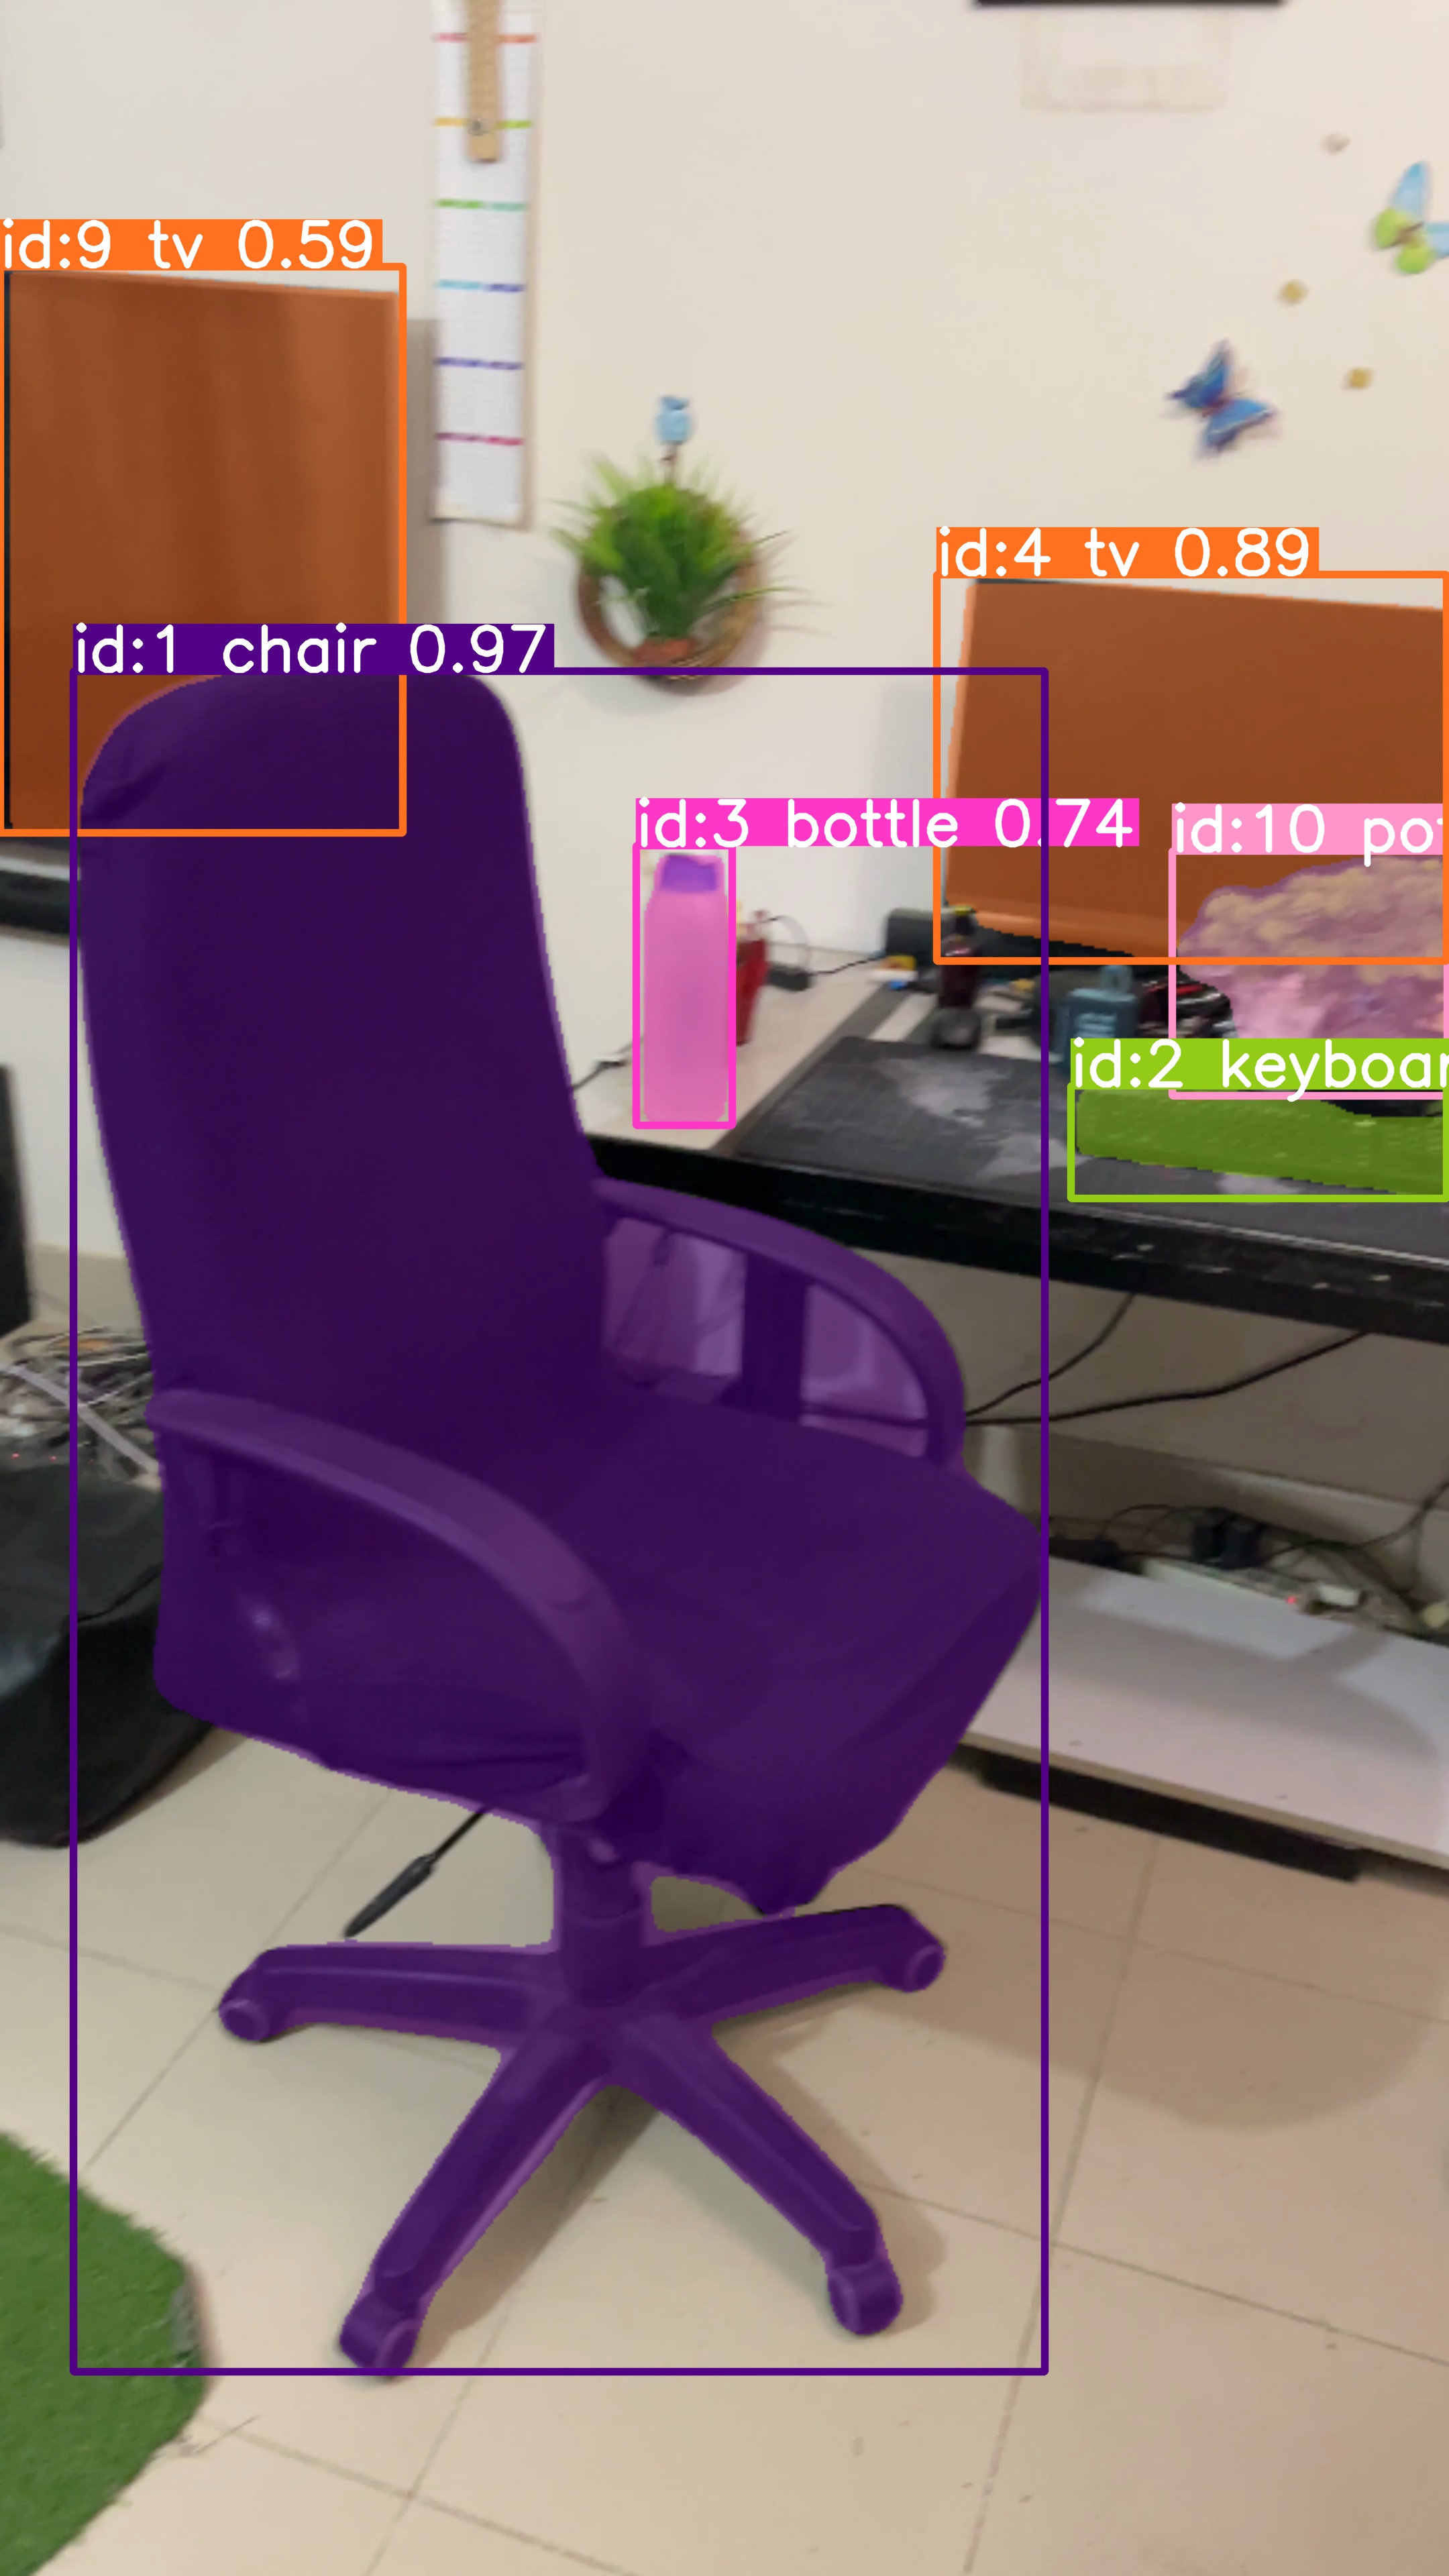 id:9 tv 0.59
id:4 tv 0.89
id:1 chair 0.97
id:3 bottle 0.74
id:10 pot
id:2 keyboar